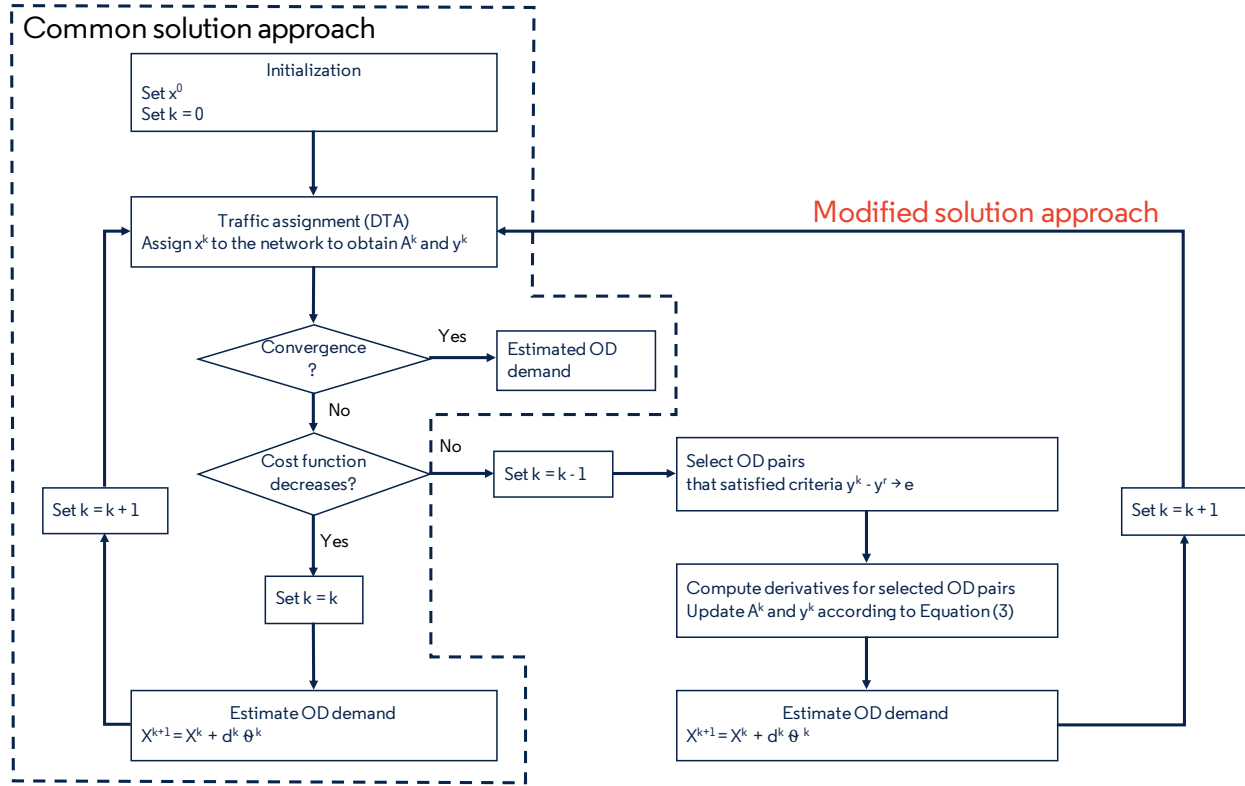 Common solution approach
Initialization
Set x⁰
Set k = 0
Traffic assignment (DTA)
Assign xᵏ to the network to obtain Aᵏ and yᵏ
Modified solution approach
Convergence
?
Yes
Estimated OD
demand
No
Cost function
decreases?
No
Set k = k - 1
Select OD pairs
that satisfied criteria yᵏ - yʳ → e
Set k = k + 1
Set k = k + 1
Yes
Set k = k
Compute derivatives for selected OD pairs
Update Aᵏ and yᵏ according to Equation (3)
Estimate OD demand
Xᵏ⁺¹ = Xᵏ + dᵏ θᵏ
Estimate OD demand
Xᵏ⁺¹ = Xᵏ + dᵏ θ ᵏ